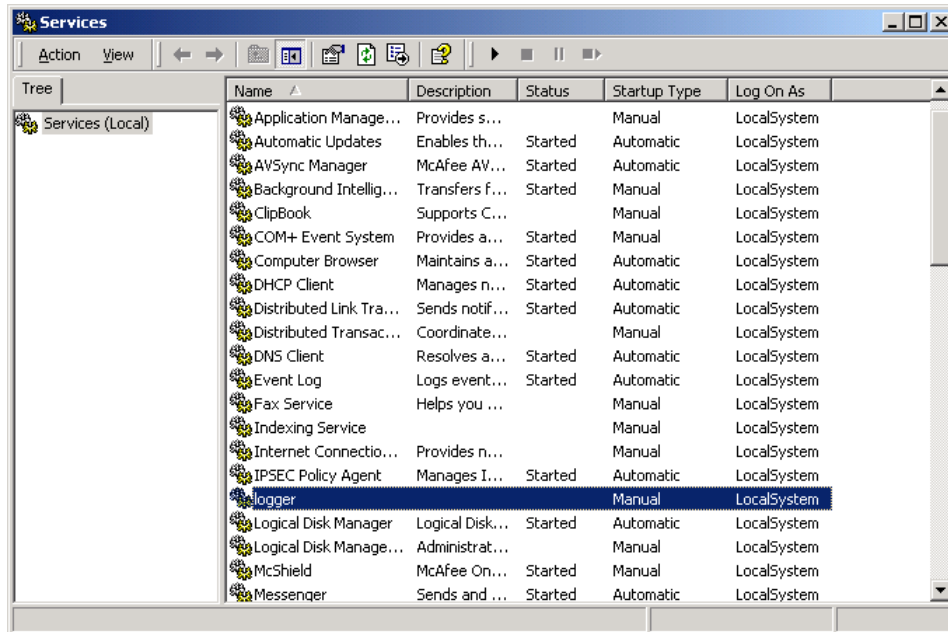 Services
Action View
Tree
Services (Local)
Name Description Status Startup Type Log On As
Application Manage... Provides s... Manual LocalSystem
Automatic Updates Enables th... Started Automatic LocalSystem
AVSync Manager McAfee AV... Started Automatic LocalSystem
Background Intellig... Transfers f... Started Manual LocalSystem
ClipBook Supports C... Manual LocalSystem
COM+ Event System Provides a... Started Manual LocalSystem
Computer Browser Maintains a... Started Automatic LocalSystem
DHCP Client Manages n... Started Automatic LocalSystem
Distributed Link Tra... Sends notif... Started Automatic LocalSystem
Distributed Transac... Coordinate... Manual LocalSystem
DNS Client Resolves a... Started Automatic LocalSystem
Event Log Logs event... Started Automatic LocalSystem
Fax Service Helps you ... Manual LocalSystem
Indexing Service Manual LocalSystem
Internet Connectio... Provides n... Manual LocalSystem
IPSEC Policy Agent Manages I... Started Automatic LocalSystem
logger Manual LocalSystem
Logical Disk Manager Logical Disk... Started Automatic LocalSystem
Logical Disk Manage... Administrat... Manual LocalSystem
McShield McAfee On... Started Manual LocalSystem
Messenger Sends and ... Started Automatic LocalSystem